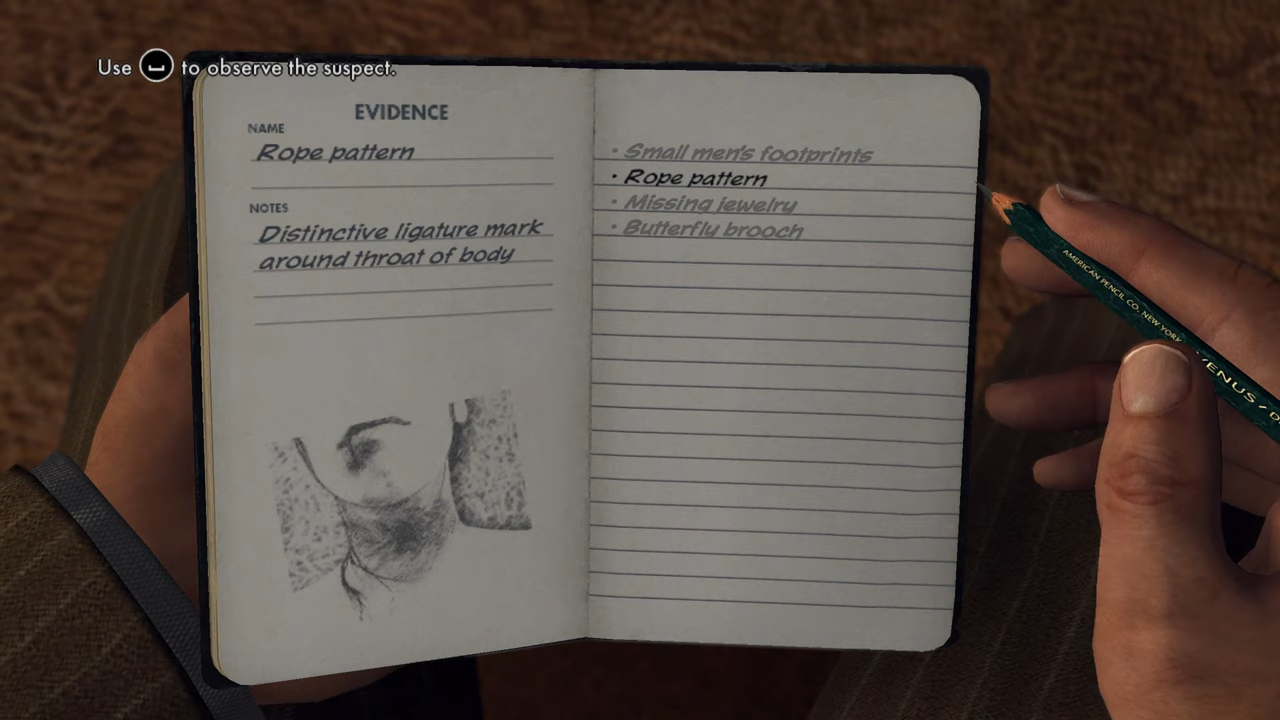 Use to observe the suspect.
EVIDENCE
NAME
Rope pattern
NOTES
Distinctive ligature mark
around throat of body
• Small men's footprints
• Rope pattern
• Missing jewelry
• Butterfly brooch
AMERICAN PENCIL CO. NEW YORK
VENUS / D